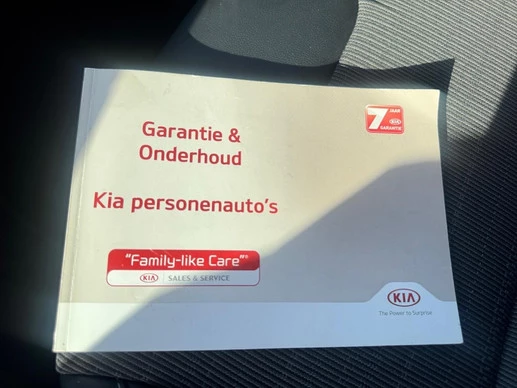 Garantie &
Onderhoud
7 JAAR
KIA
GARANTIE
Kia personenauto's
"Family-like Care"
KIA | SALES & SERVICE
KIA
The Power to Surprise